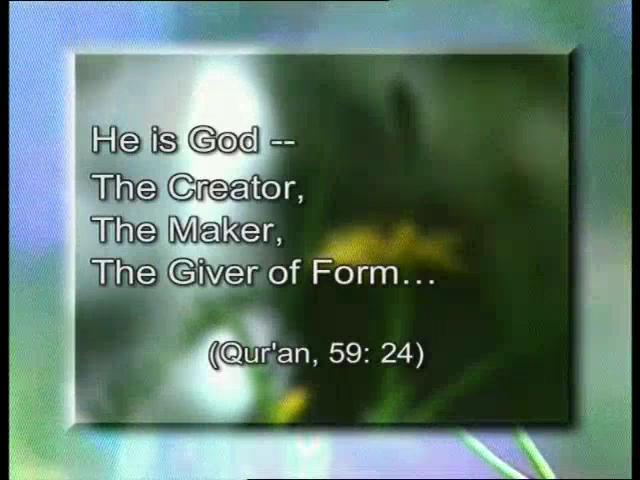 He is God --
The Creator,
The Maker,
The Giver of Form…
(Qur'an, 59: 24)